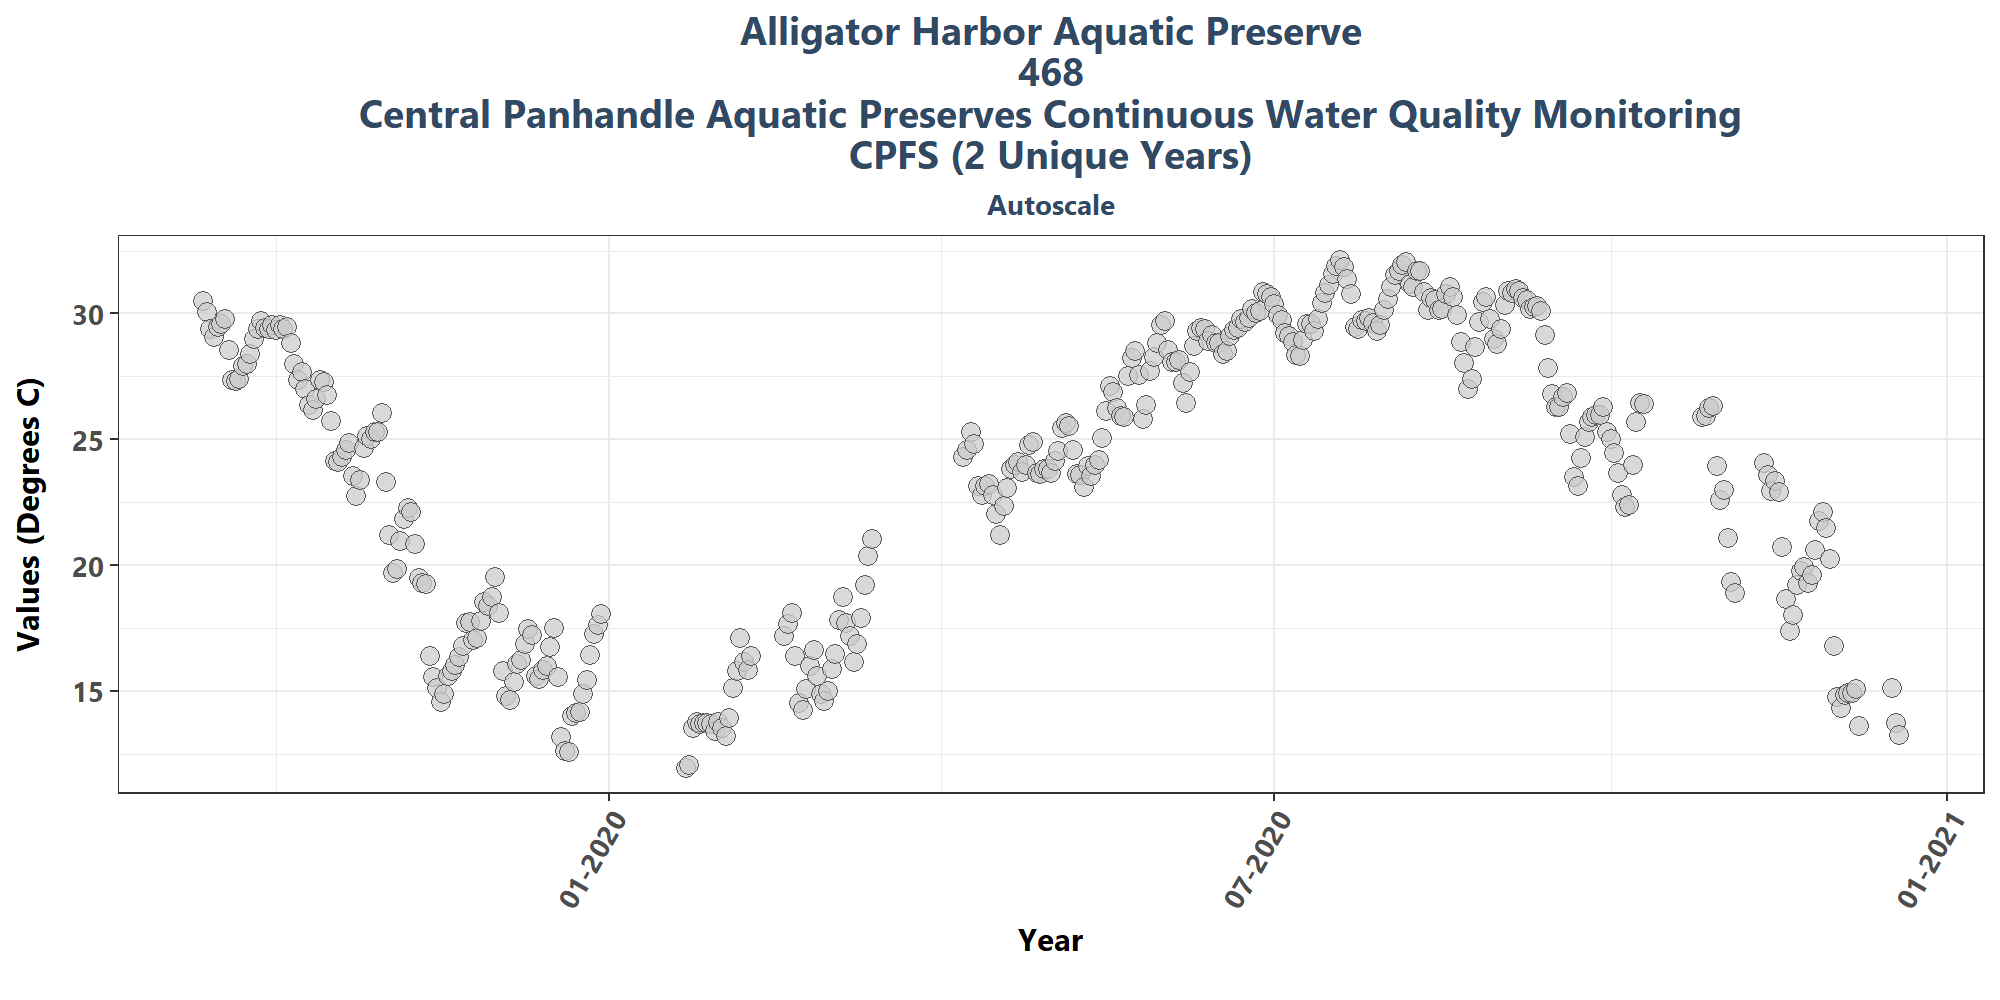 Alligator Harbor Aquatic Preserve
468
Central Panhandle Aquatic Preserves Continuous Water Quality Monitoring
CPFS (2 Unique Years)
Autoscale
Values (Degrees C)
30
25
20
15
01-2020
07-2020
01-2021
Year